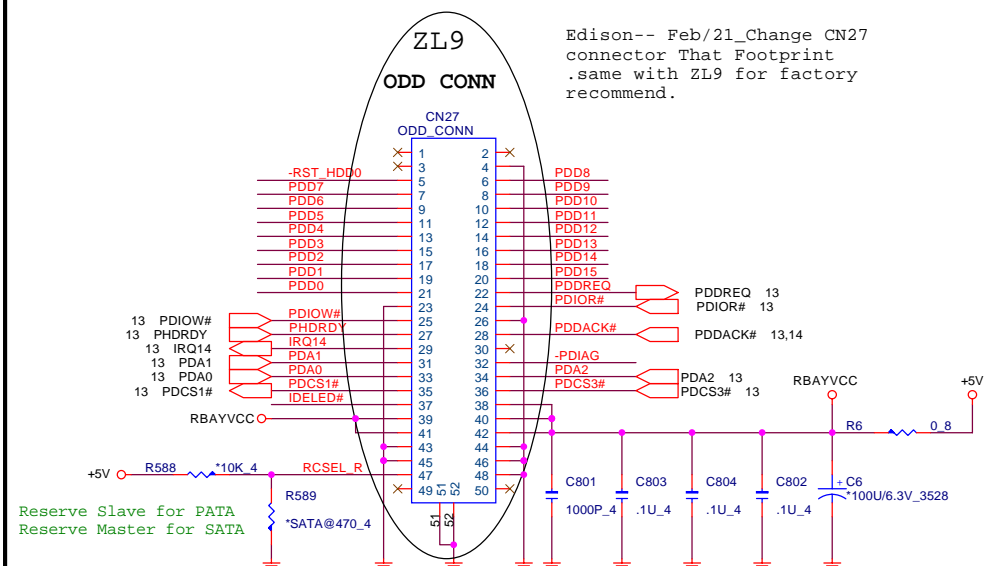 ZL9
Edison-- Feb/21_Change CN27
connector That Footprint
.same with ZL9 for factory
recommend.
ODD CONN
CN27
ODD_CONN
1 2
3 4
-RST_HDD0 5 6 PDD8
PDD7 7 8 PDD9
PDD6 9 10 PDD10
PDD5 11 12 PDD11
PDD4 13 14 PDD12
PDD3 15 16 PDD13
PDD2 17 18 PDD14
PDD1 19 20 PDD15
PDD0 21 22 PDDREQ PDDREQ 13
23 24 PDIOR# PDIOR# 13
13 PDIOW# PDIOW# 25 26
13 PHDRDY PHDRDY 27 28 PDDACK# PDDACK# 13,14
13 IRQ14 IRQ14 29 30
13 PDA1 PDA1 31 32 -PDIAG
13 PDA0 PDA0 33 34 PDA2 PDA2 13
13 PDCS1# PDCS1# 35 36 PDCS3# PDCS3# 13
RBAYVCC +5V
IDELED# 37 38
RBAYVCC 39 40
41 42 R6 0_8
43 44
45 46
+5V R588 *10K_4 RCSEL_R 47 48
49 50
51 52
51 52
R589
*SATA@470_4
C801 C803 C804 C802 + C6
1000P_4 .1U_4 .1U_4 .1U_4 *100U/6.3V_3528
Reserve Slave for PATA
Reserve Master for SATA